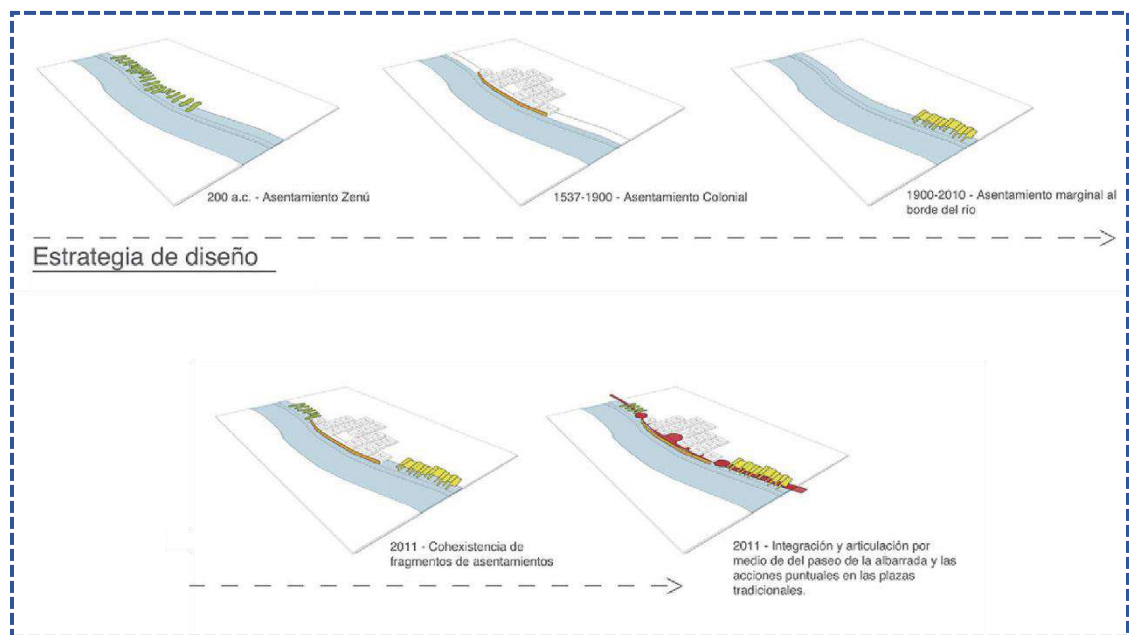 200 a.c. - Asentamiento Zenú
1537-1900 - Asentamiento Colonial
1900-2010 - Asentamiento marginal al
borde del río
Estrategia de diseño
2011 - Cohexistencia de
fragmentos de asentamientos
2011 - Integración y articulación por
medio de del paseo de la albarrada y las
acciones puntuales en las plazas
tradicionales.